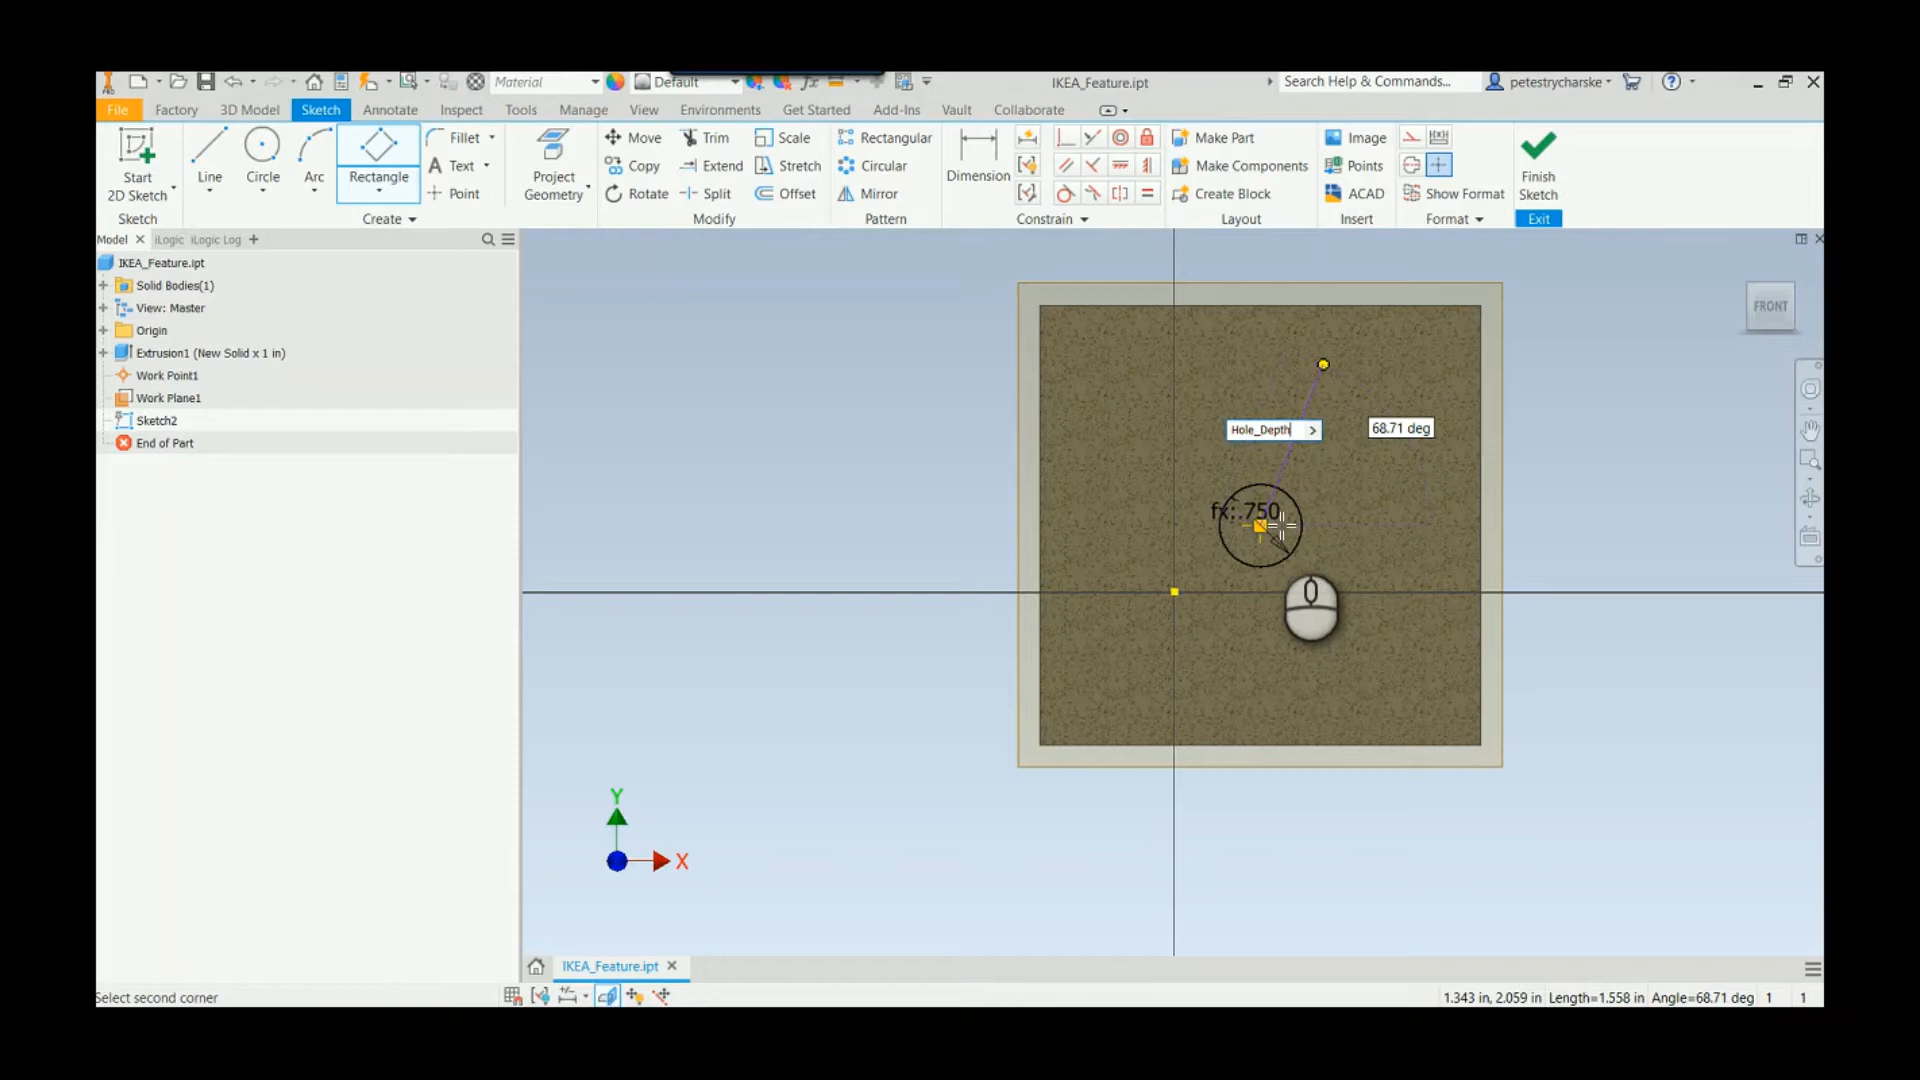 Material
Default
fx
IKEA_Feature.ipt
Search Help & Commands...
petestrycharske
File
Factory
3D Model
Sketch
Annotate
Inspect
Tools
Manage
View
Environments
Get Started
Add-Ins
Vault
Collaborate
Start
2D Sketch
Line
Circle
Arc
Rectangle
Fillet
Text
Point
Project
Geometry
Move
Copy
Rotate
Trim
Extend
Split
Scale
Stretch
Offset
Rectangular
Circular
Mirror
Dimension
Make Part
Make Components
Create Block
Image
Points
ACAD
Show Format
Finish
Sketch
Sketch
Create
Modify
Pattern
Constrain
Layout
Insert
Format
Exit
Model
iLogic
iLogic Log
IKEA_Feature.ipt
Solid Bodies(1)
View: Master
Origin
Extrusion1 (New Solid x 1 in)
Work Point1
Work Plane1
Sketch2
End of Part
FRONT
Hole_Depth
68.71 deg
fx:.750
Y
X
IKEA_Feature.ipt
Select second corner
1.343 in, 2.059 in Length=1.558 in Angle=68.71 deg 1 1